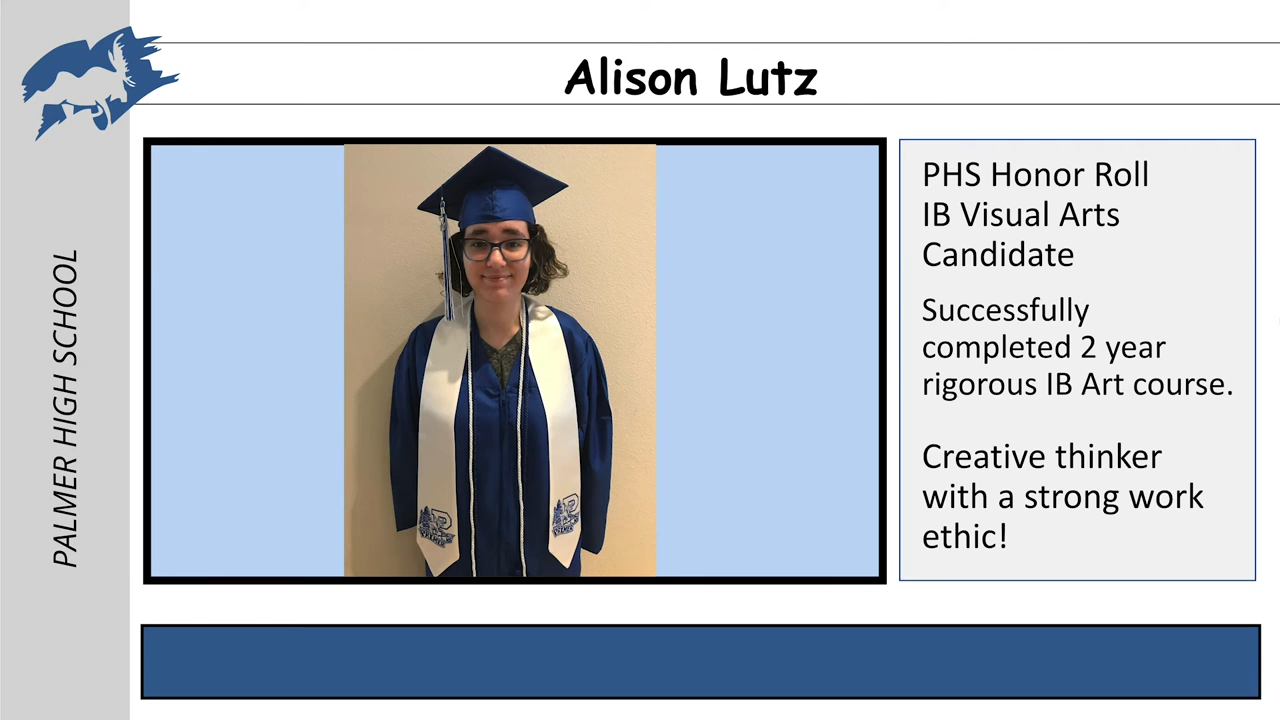 Alison Lutz
PALMER HIGH SCHOOL
PHS Honor Roll
IB Visual Arts
Candidate
Successfully
completed 2 year
rigorous IB Art course.
Creative thinker
with a strong work
ethic!